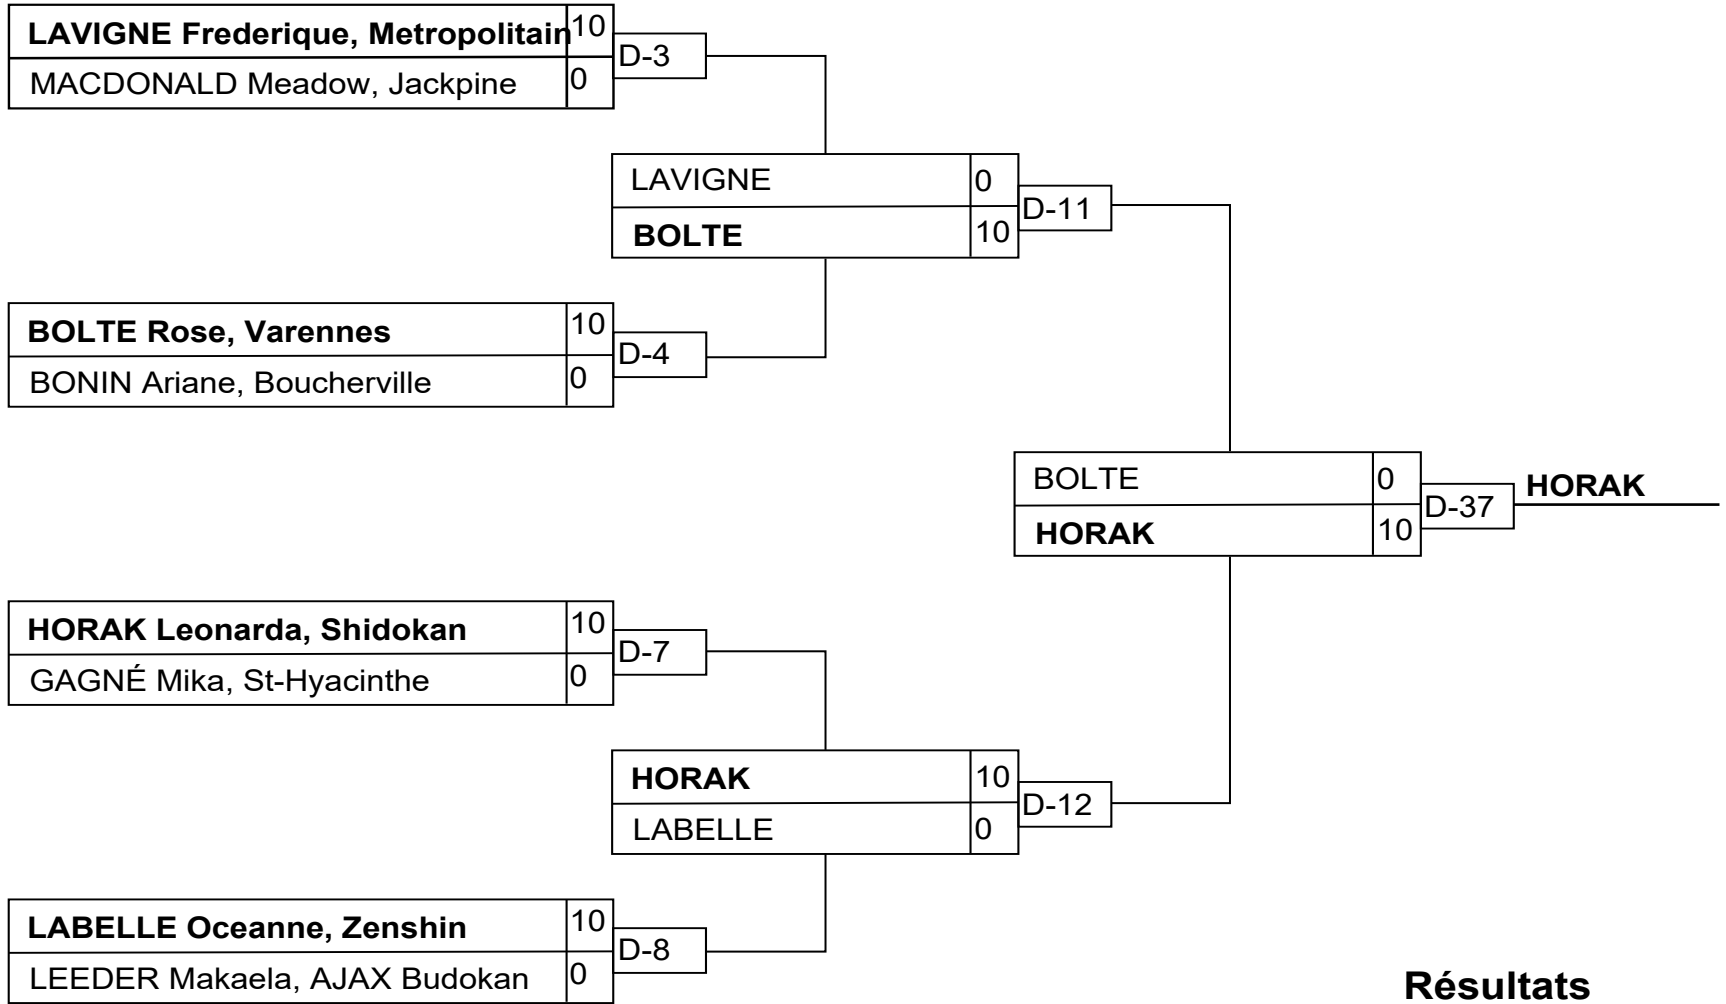 LAVIGNE Frederique, Metropolitain 10
D-3
MACDONALD Meadow, Jackpine 0
LAVIGNE 0
D-11
BOLTE 10
BOLTE Rose, Varennes 10
D-4
BONIN Ariane, Boucherville 0
BOLTE 0
HORAK
D-37
HORAK 10
HORAK Leonarda, Shidokan 10
D-7
GAGNÉ Mika, St-Hyacinthe 0
HORAK 10
D-12
LABELLE 0
LABELLE Oceanne, Zenshin 10
D-8
LEEDER Makaela, AJAX Budokan 0
Résultats